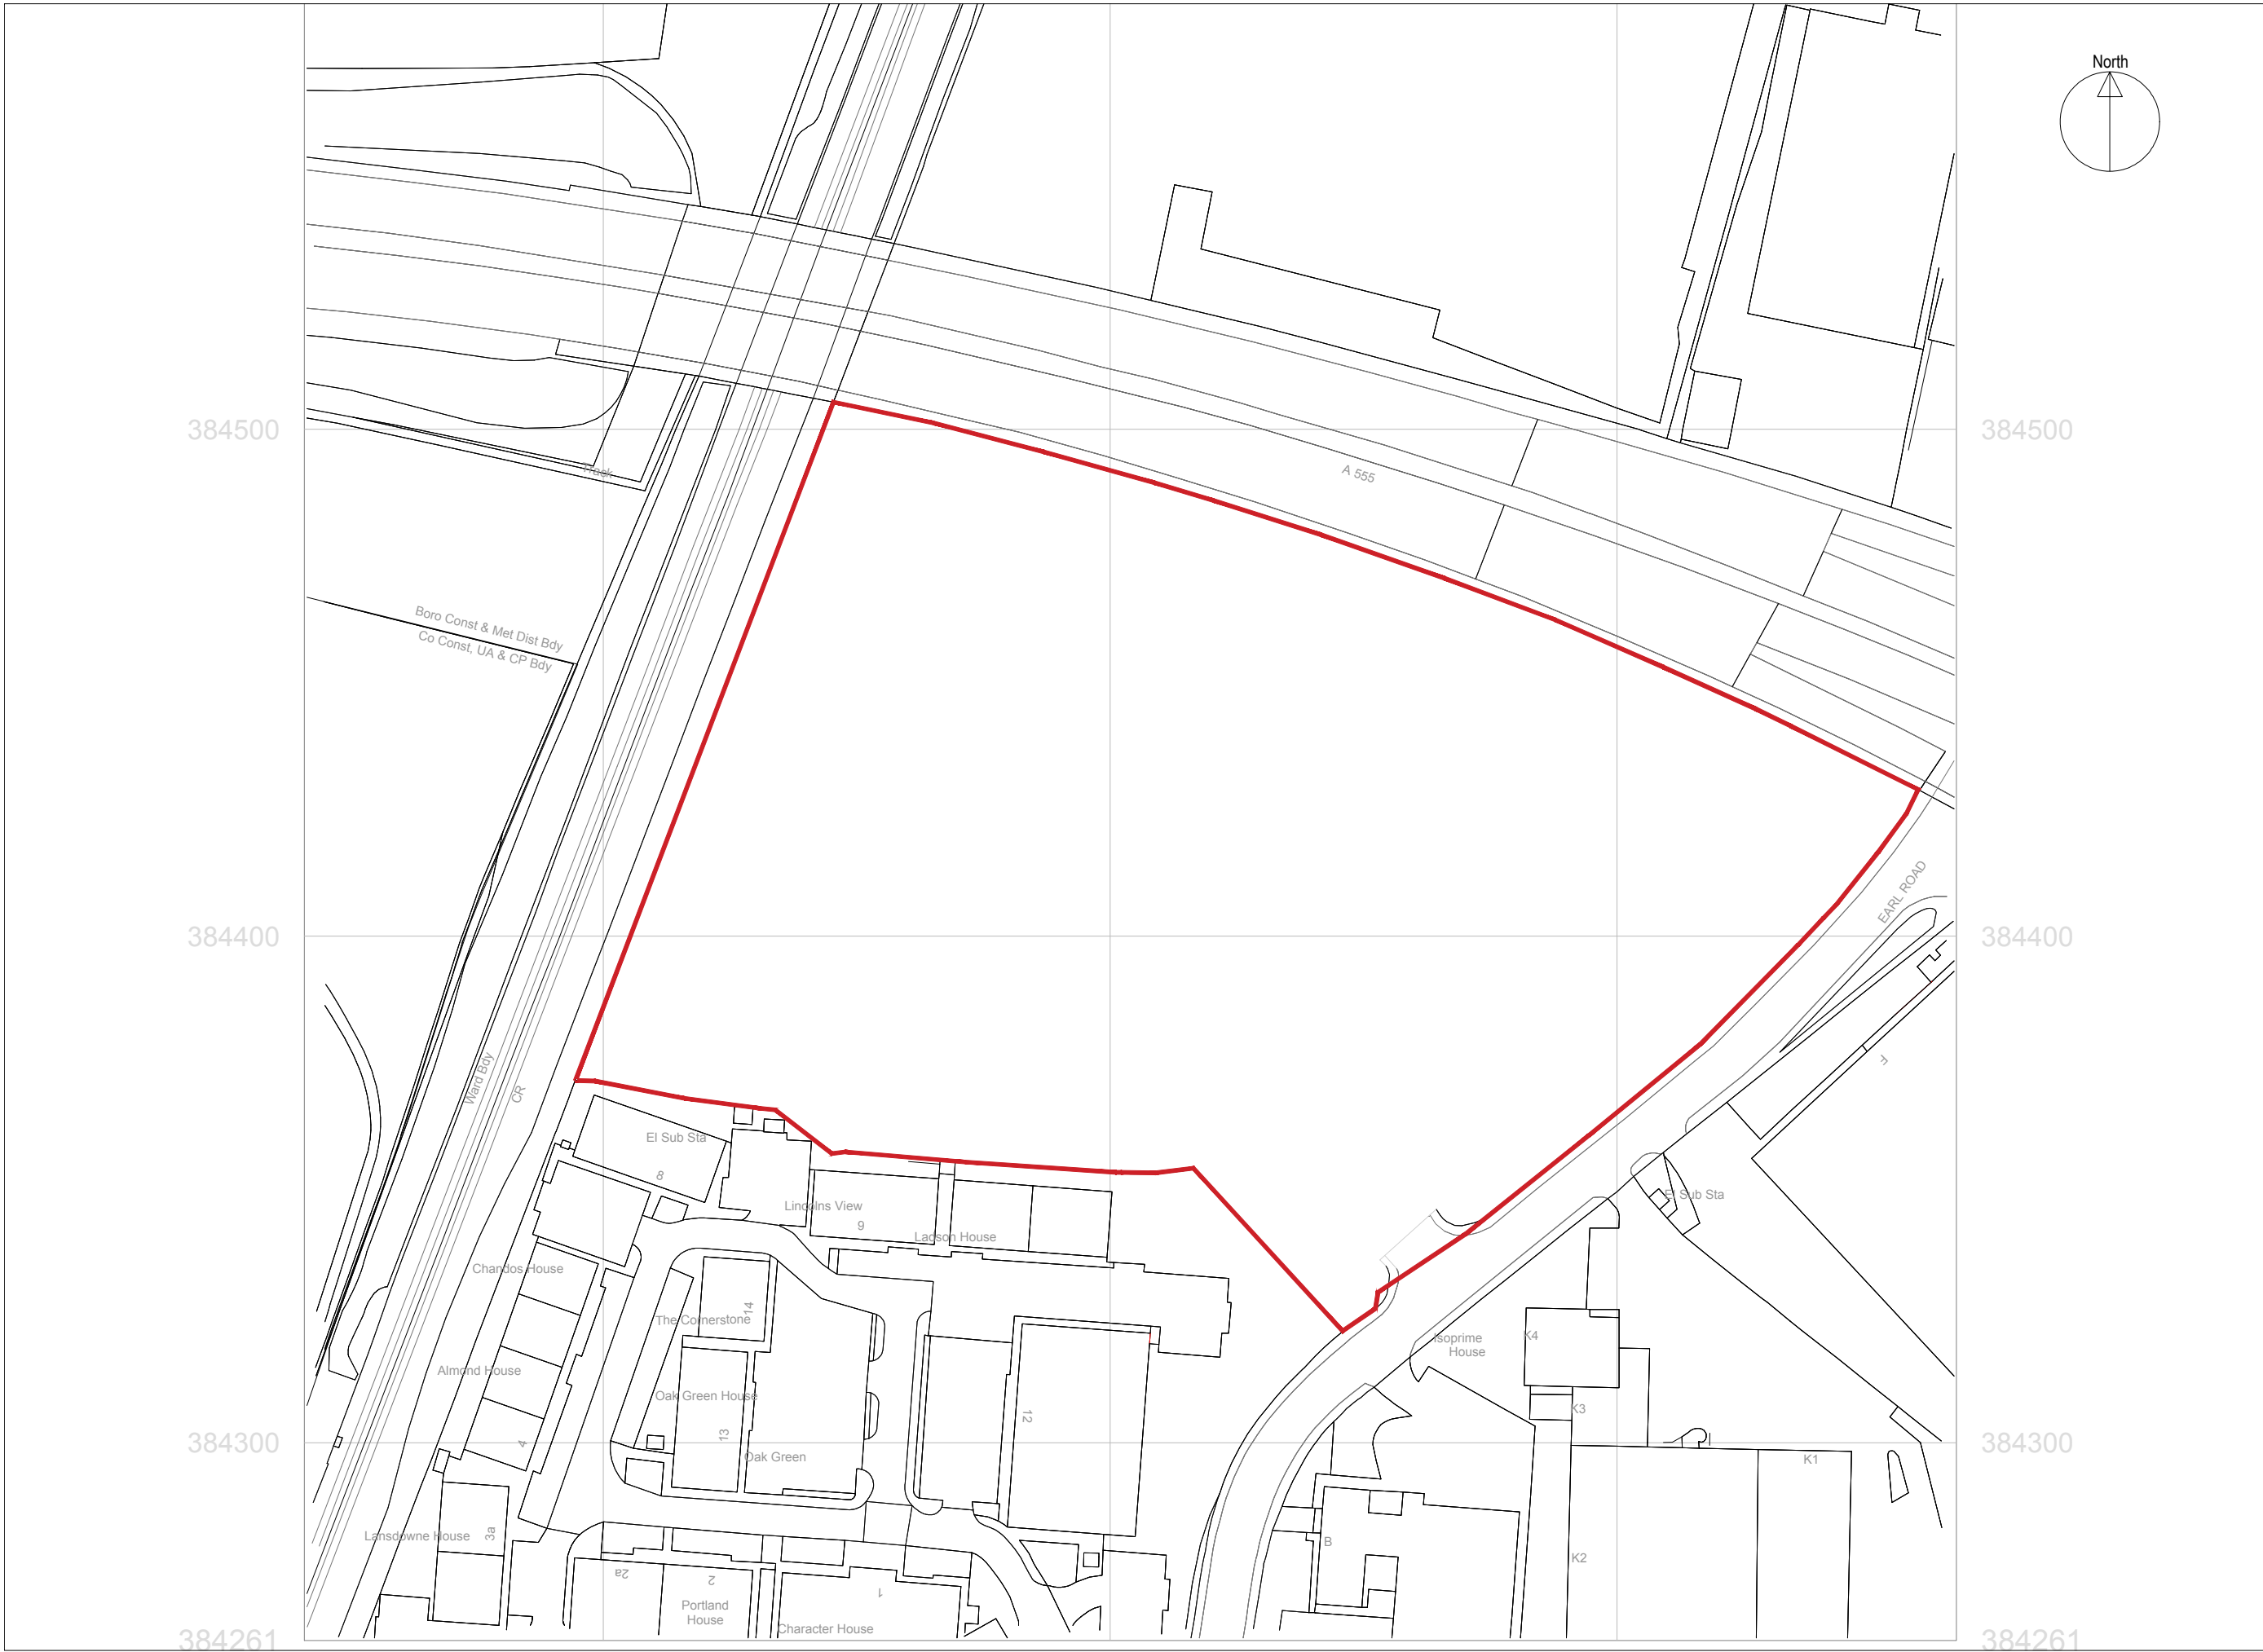 North
384500
384500
Track
A 555
Boro Const & Met Dist Bdy
Co Const, UA & CP Bdy
384400
384400
EARL ROAD
F
Ward Bdy
CR
El Sub Sta
8
Lincolns View
9
Ladson House
El Sub Sta
Chandos House
The Cornerstone
14
Isoprime
House
K4
Almond House
Oak Green House
12
K3
4
13
Oak Green
384300
384300
K1
Lansdowne House
3a
B
K2
2a
2
1
Portland
House
Character House
384261
384261